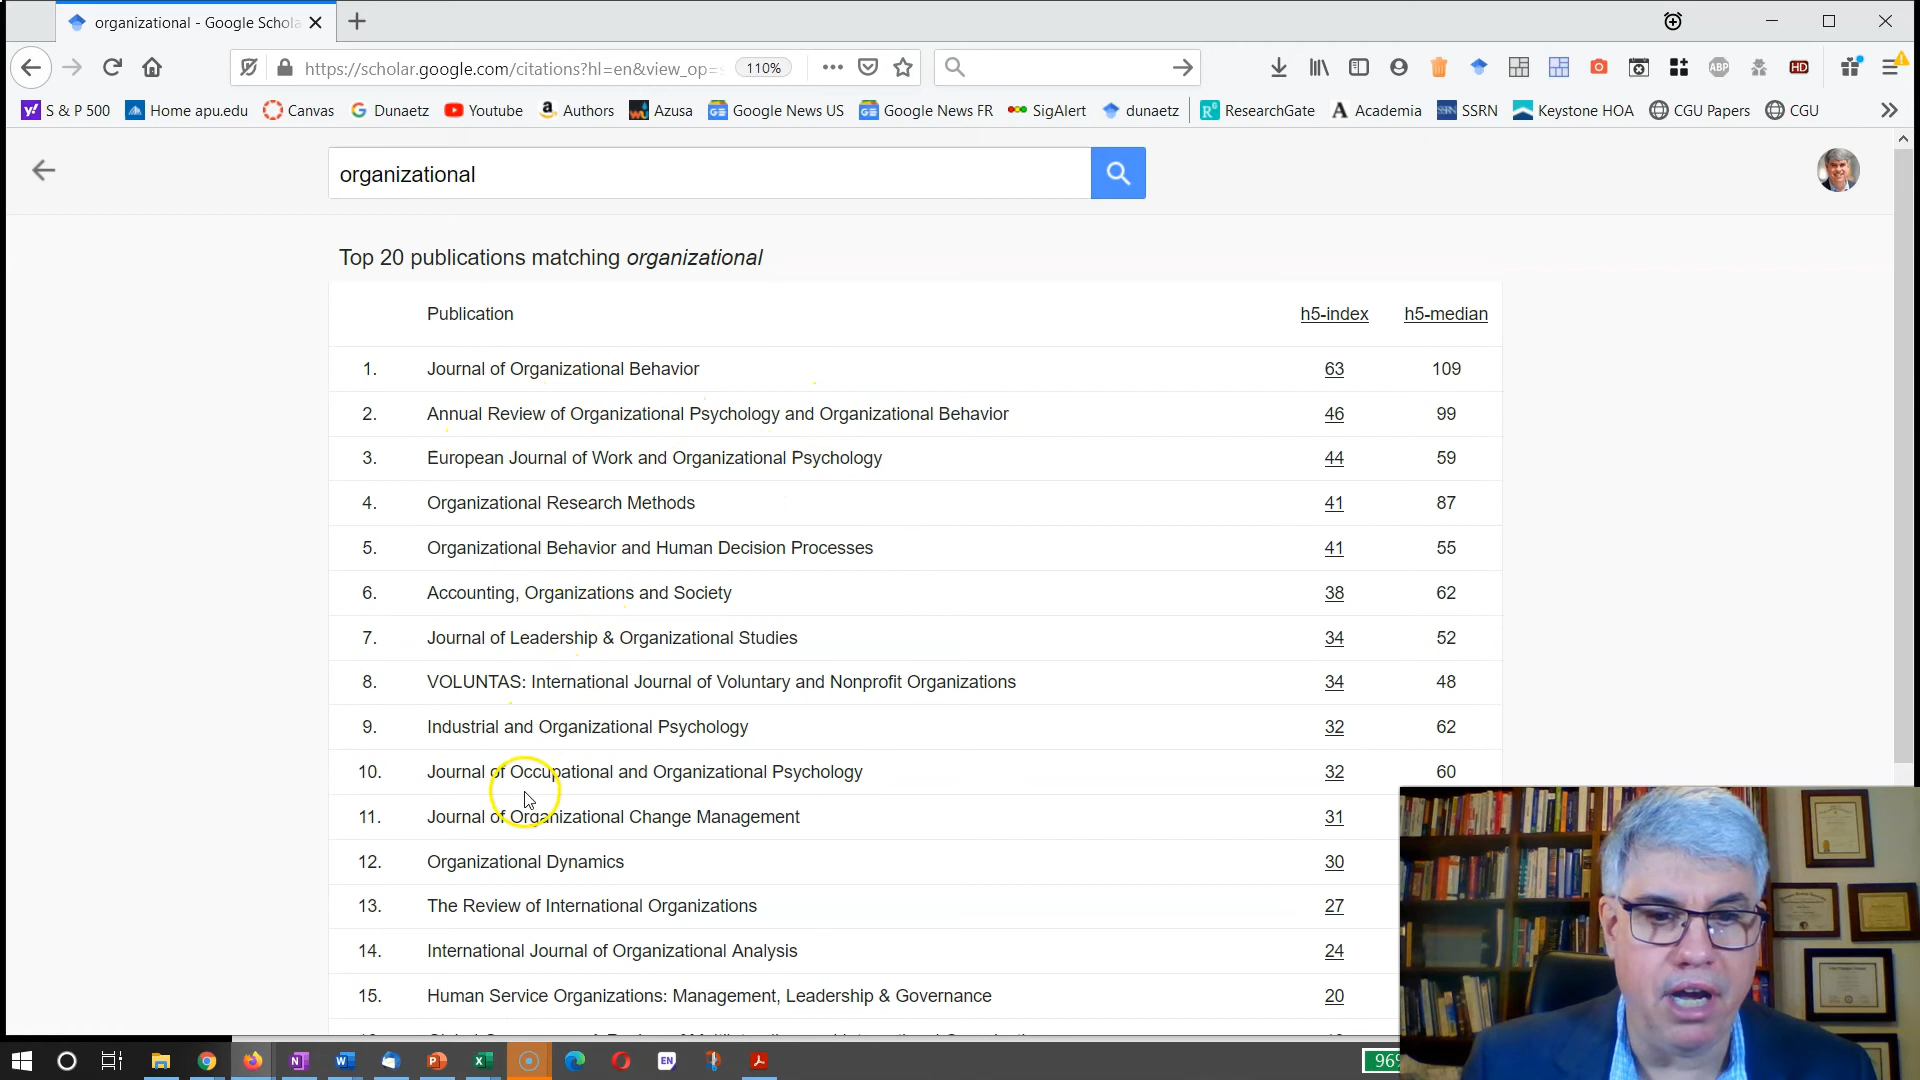 organizational - Google Schola
https://scholar.google.com/citations?hl=en&view_op=s
110%
S & P 500
Home apu.edu
Canvas
Dunaetz
Youtube
Authors
Azusa
Google News US
Google News FR
SigAlert
dunaetz
ResearchGate
Academia
SSRN
Keystone HOA
CGU Papers
CGU
organizational
Top 20 publications matching organizational
Publication h5-index h5-median
1. Journal of Organizational Behavior 63 109
2. Annual Review of Organizational Psychology and Organizational Behavior 46 99
3. European Journal of Work and Organizational Psychology 44 59
4. Organizational Research Methods 41 87
5. Organizational Behavior and Human Decision Processes 41 55
6. Accounting, Organizations and Society 38 62
7. Journal of Leadership & Organizational Studies 34 52
8. VOLUNTAS: International Journal of Voluntary and Nonprofit Organizations 34 48
9. Industrial and Organizational Psychology 32 62
10. Journal of Occupational and Organizational Psychology 32 60
11. Journal of Organizational Change Management 31
12. Organizational Dynamics 30
13. The Review of International Organizations 27
14. International Journal of Organizational Analysis 24
15. Human Service Organizations: Management, Leadership & Governance 20
EN
96%